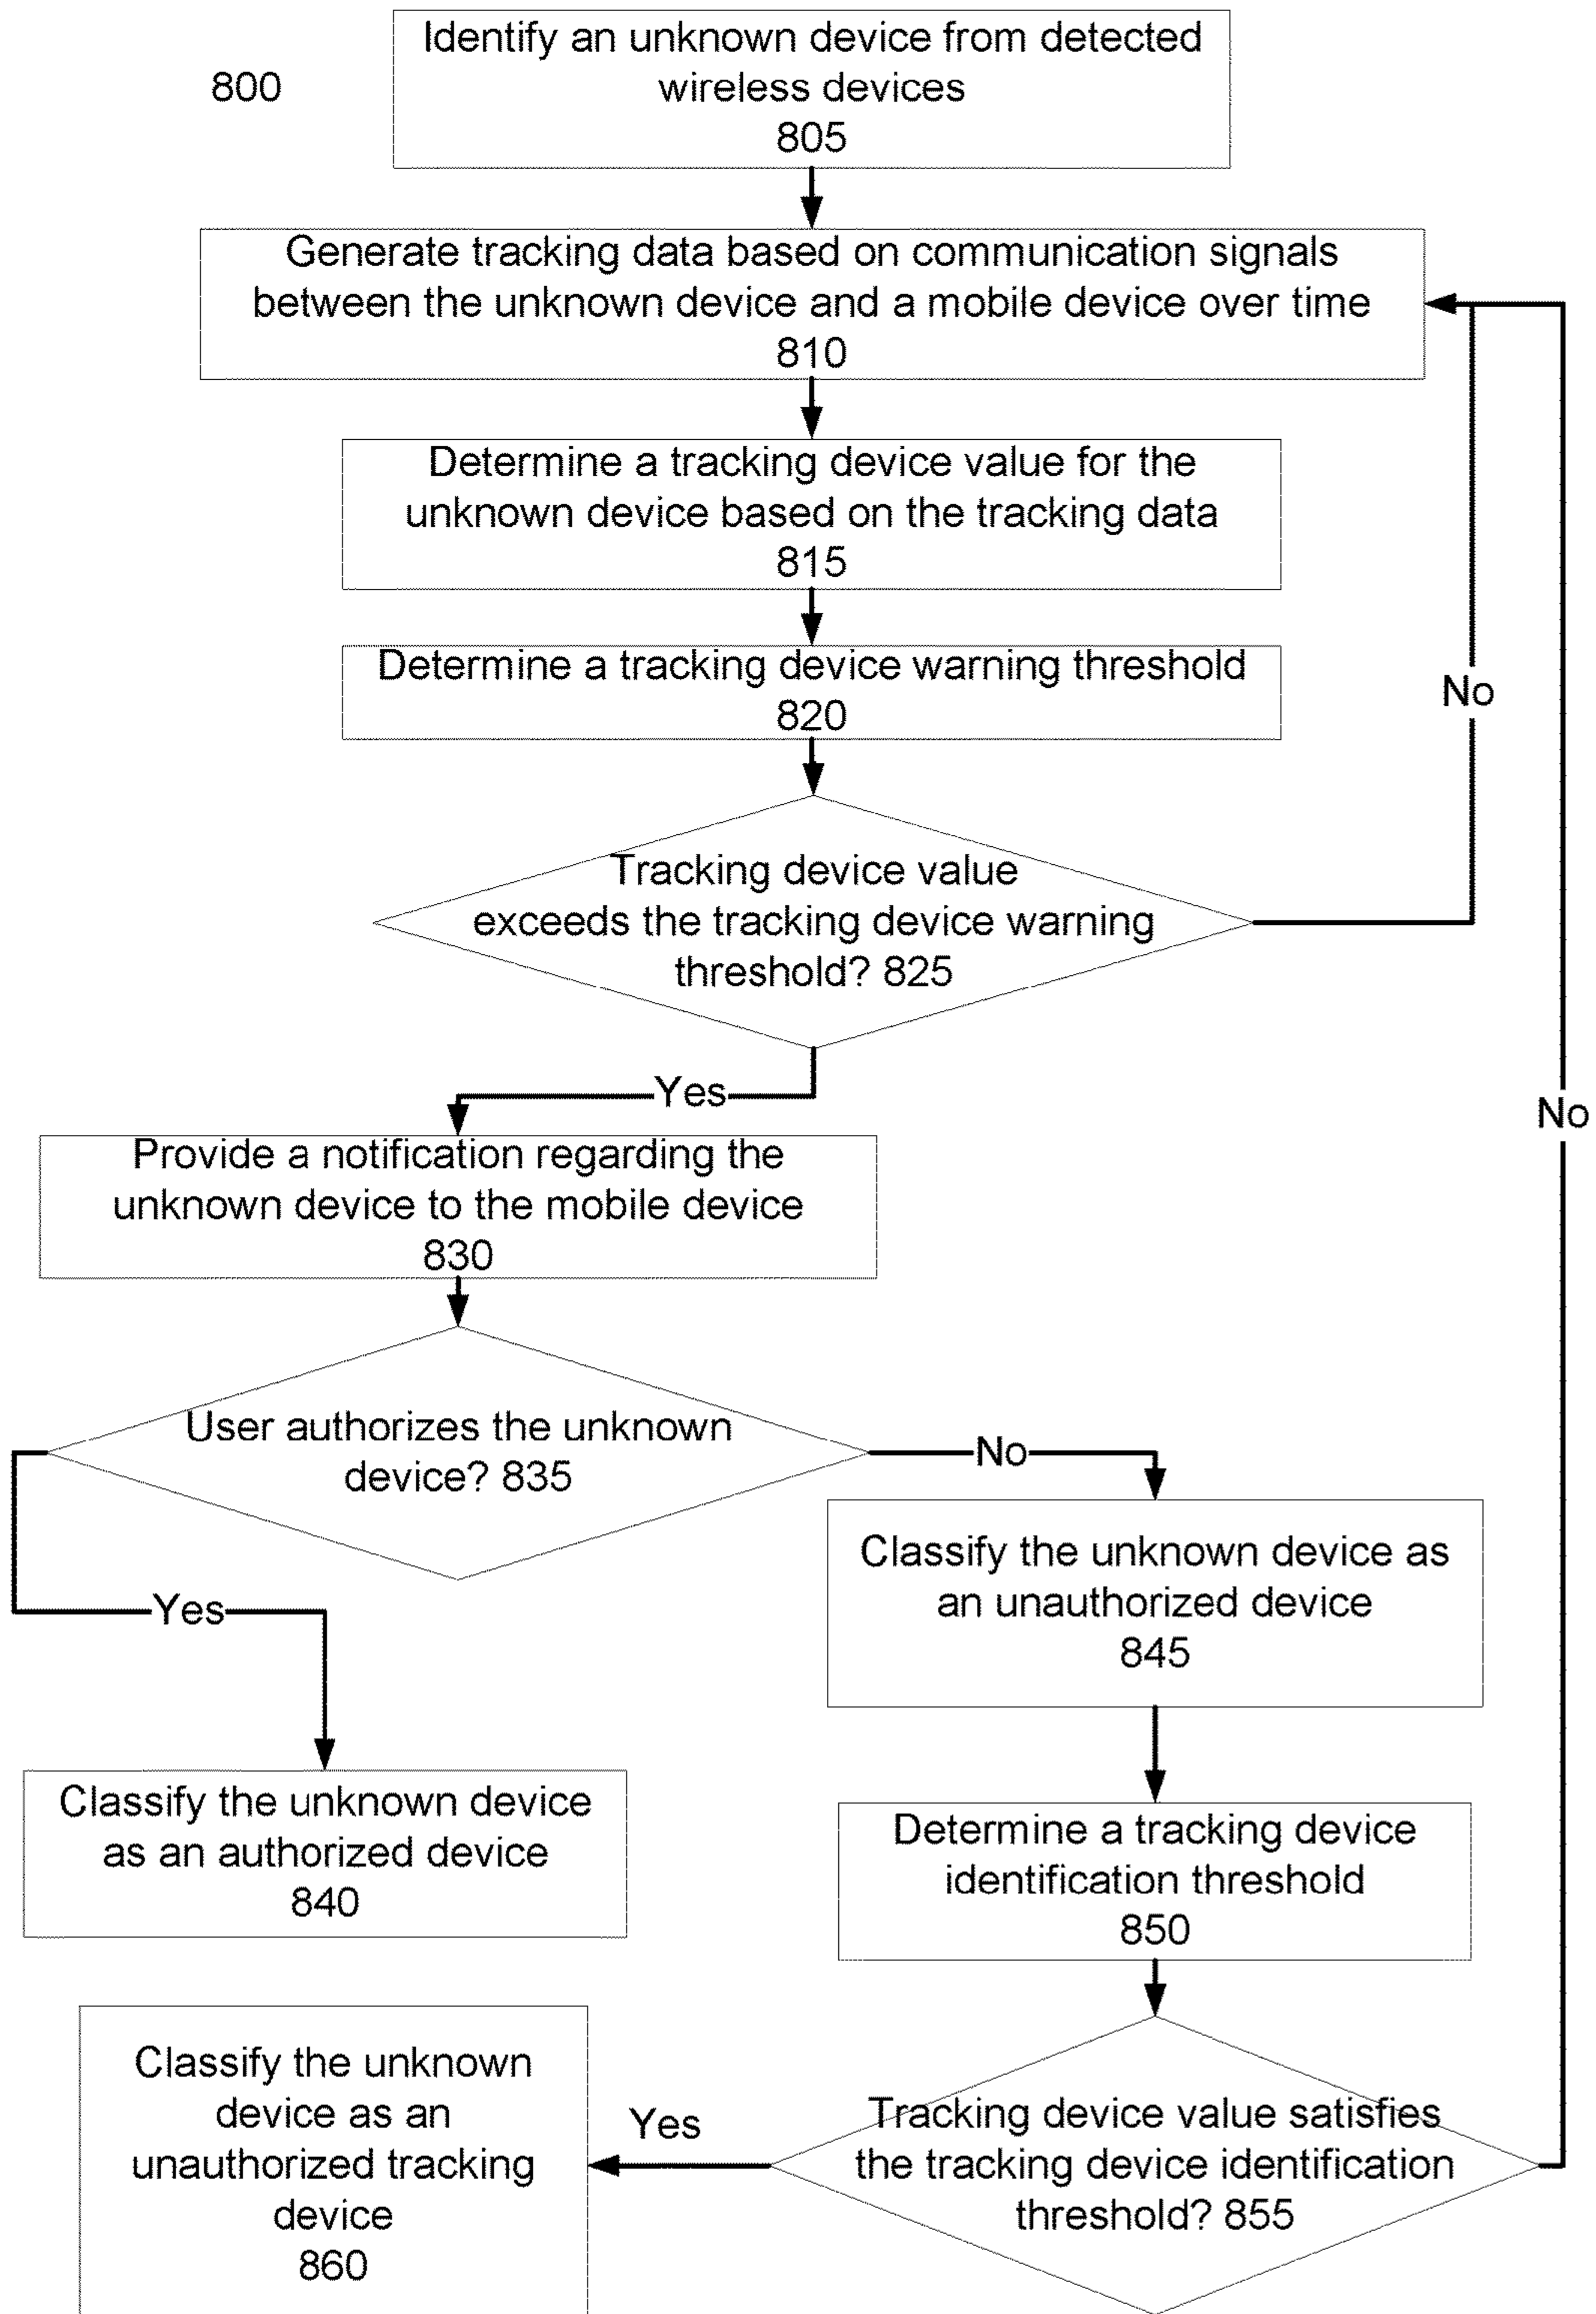 800
Identify an unknown device from detected
wireless devices
805
Generate tracking data based on communication signals
between the unknown device and a mobile device over time
810
Determine a tracking device value for the
unknown device based on the tracking data
815
Determine a tracking device warning threshold
820
No
Tracking device value
exceeds the tracking device warning
threshold? 825
Yes
No
Provide a notification regarding the
unknown device to the mobile device
830
User authorizes the unknown
device? 835
No
Yes
Classify the unknown device as
an unauthorized device
845
Classify the unknown device
as an authorized device
840
Determine a tracking device
identification threshold
850
Tracking device value satisfies
the tracking device identification
threshold? 855
Yes
Classify the unknown
device as an
unauthorized tracking
device
860